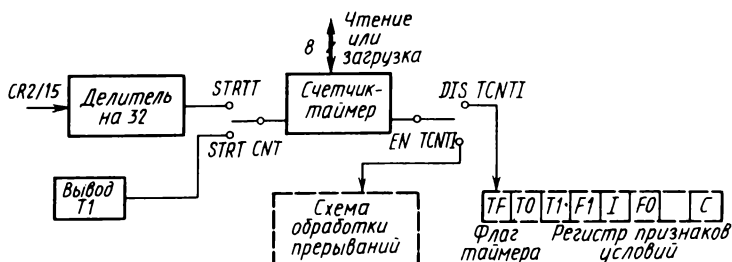 Чтение
8 или
загрузка
CR2/15
Делитель
на 32
STRTT
Счетчик-
таймер
DIS TCNTI
STRT CNT
EN TCNTI
Вывод
T1
Схема
обработки
прерываний
TF T0 T1 F1 I F0 C
Флаг
таймера
Регистр признаков
условий